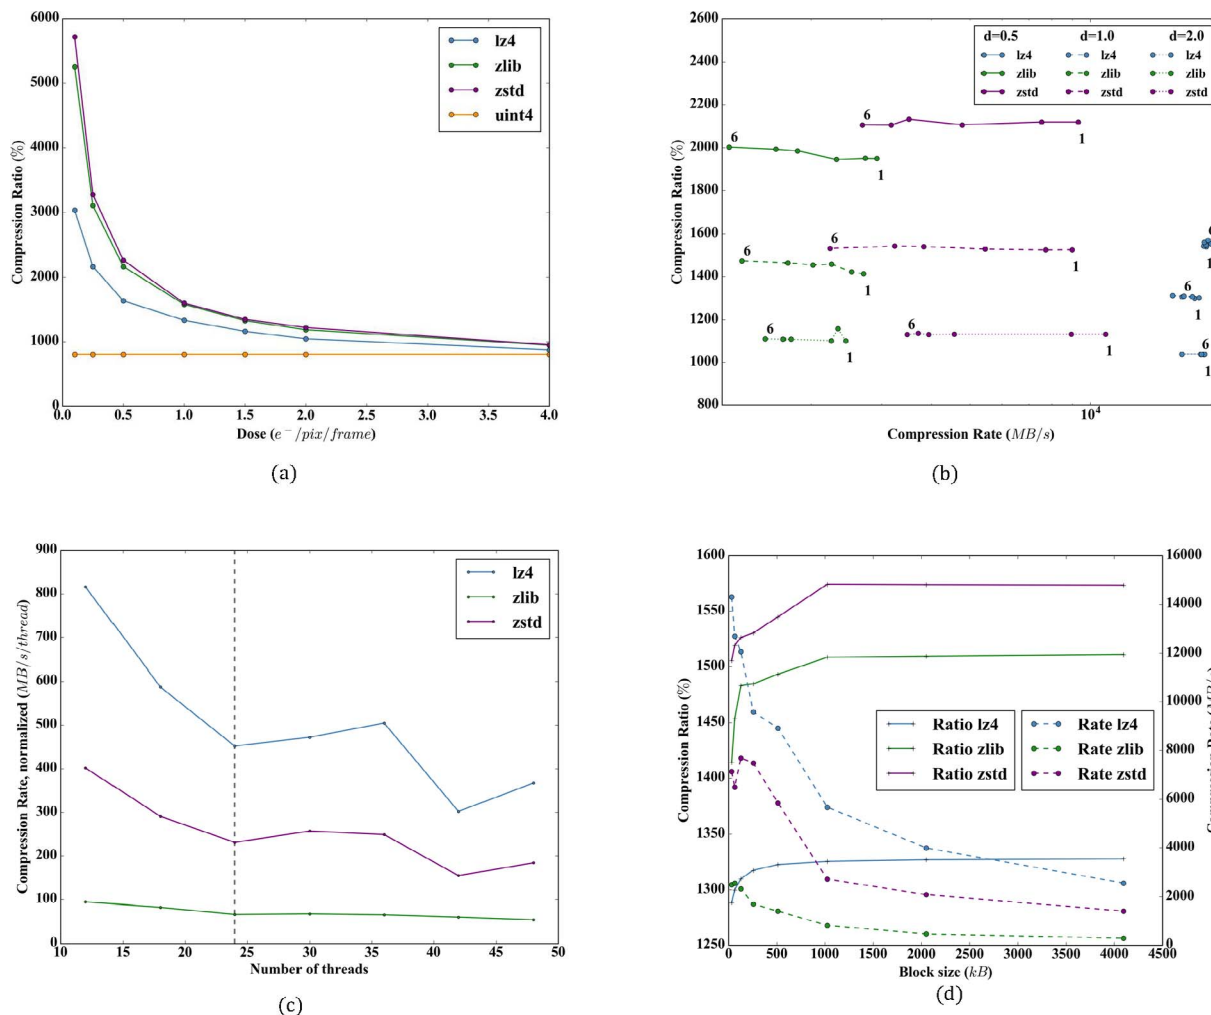 6000
5000
4000
3000
2000
1000
0
Compression Ratio (%)
lz4
zlib
zstd
uint4
0.0 0.5 1.0 1.5 2.0 2.5 3.0 3.5 4.0
Dose (e⁻/pix/frame)
(a)
2600
2400
2200
2000
1800
1600
1400
1200
1000
800
Compression Ratio (%)
d=0.5 d=1.0 d=2.0
lz4 lz4 lz4
zlib zlib zlib
zstd zstd zstd
6
6
1
1
6
6
6
1
1
1
6
1
6
6
6
1
1
1
10⁴
Compression Rate (MB/s)
(b)
900
800
700
600
500
400
300
200
100
0
Compression Rate, normalized (MB/s/thread)
lz4
zlib
zstd
10 15 20 25 30 35 40 45 50
Number of threads
(c)
1600
1550
1500
1450
1400
1350
1300
1250
Compression Ratio (%)
Ratio lz4
Ratio zlib
Ratio zstd
Rate lz4
Rate zlib
Rate zstd
16000
14000
12000
10000
8000
6000
4000
2000
0
0 500 1000 1500 2000 2500 3000 3500 4000 4500
Block size (kB)
(d)